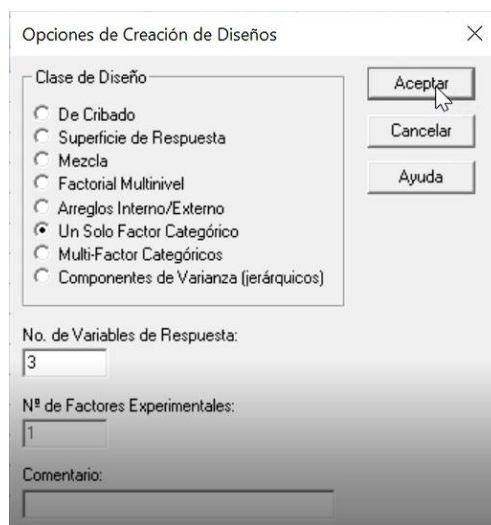 Opciones de Creación de Diseños
Clase de Diseño
De Cribado
Superficie de Respuesta
Mezcla
Factorial Multinivel
Arreglos Interno/Externo
Un Solo Factor Categórico
Multi-Factor Categóricos
Componentes de Varianza (jerárquicos)
Aceptar
Cancelar
Ayuda
No. de Variables de Respuesta:
3
Nº de Factores Experimentales:
1
Comentario: